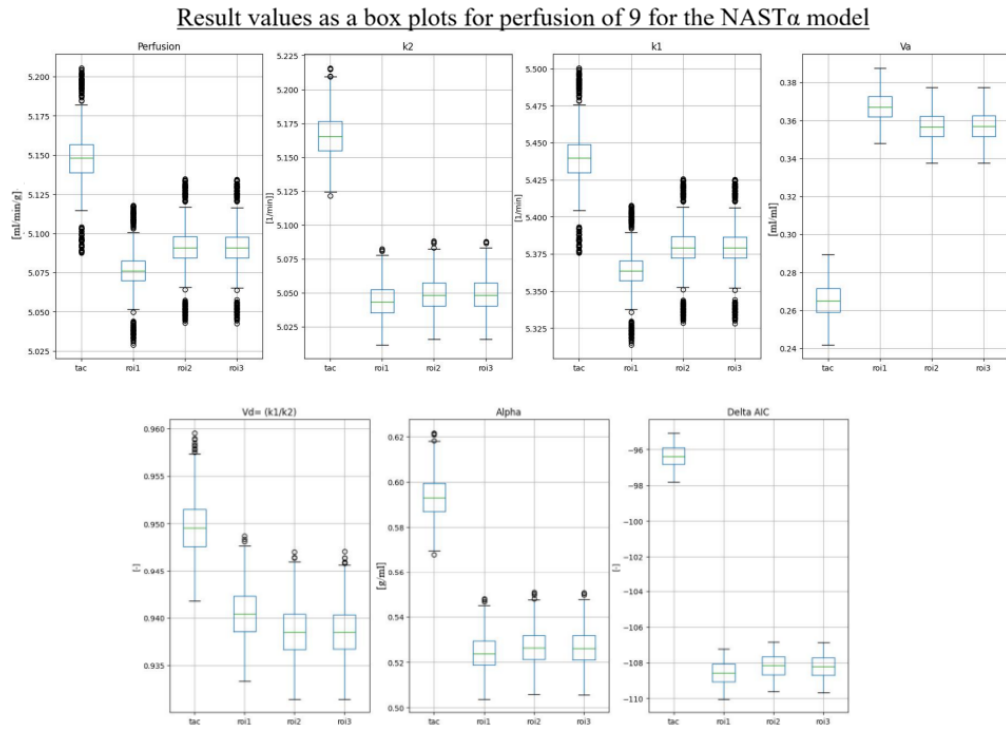 Result values as a box plots for perfusion of 9 for the NASTα model
Perfusion
k2
k1
Va
[ml/min/g]
5.200
5.175
5.150
5.125
5.100
5.075
5.050
5.025
tac roi1 roi2 roi3
[1/min]]
5.225
5.200
5.175
5.150
5.125
5.100
5.075
5.050
5.025
tac roi1 roi2 roi3
[1/min]
5.500
5.475
5.450
5.425
5.400
5.375
5.350
5.325
tac roi1 roi2 roi3
[ml/ml]
0.38
0.36
0.34
0.32
0.30
0.28
0.26
0.24
tac roi1 roi2 roi3
Vd= (k1/k2)
Alpha
Delta AIC
[-]
0.960
0.955
0.950
0.945
0.940
0.935
tac roi1 roi2 roi3
[g/ml]
0.62
0.60
0.58
0.56
0.54
0.52
0.50
tac roi1 roi2 roi3
[-]
−96
−98
−100
−102
−104
−106
−108
−110
tac roi1 roi2 roi3